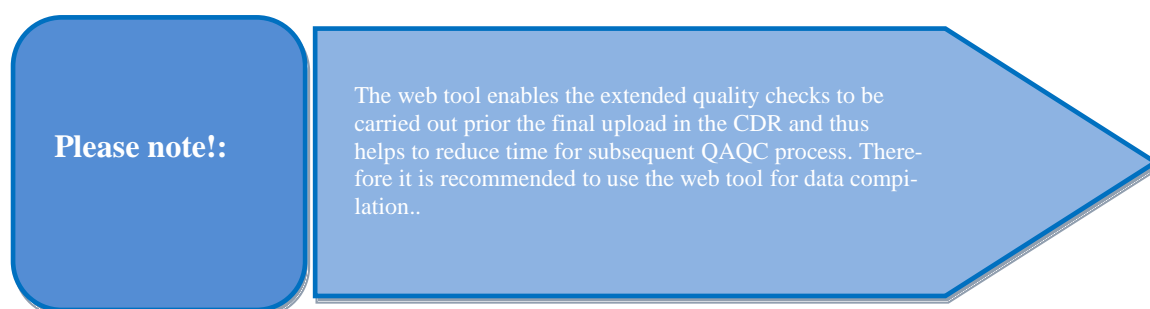 Please note!:
The web tool enables the extended quality checks to be
carried out prior the final upload in the CDR and thus
helps to reduce time for subsequent QAQC process. There-
fore it is recommended to use the web tool for data compi-
lation..